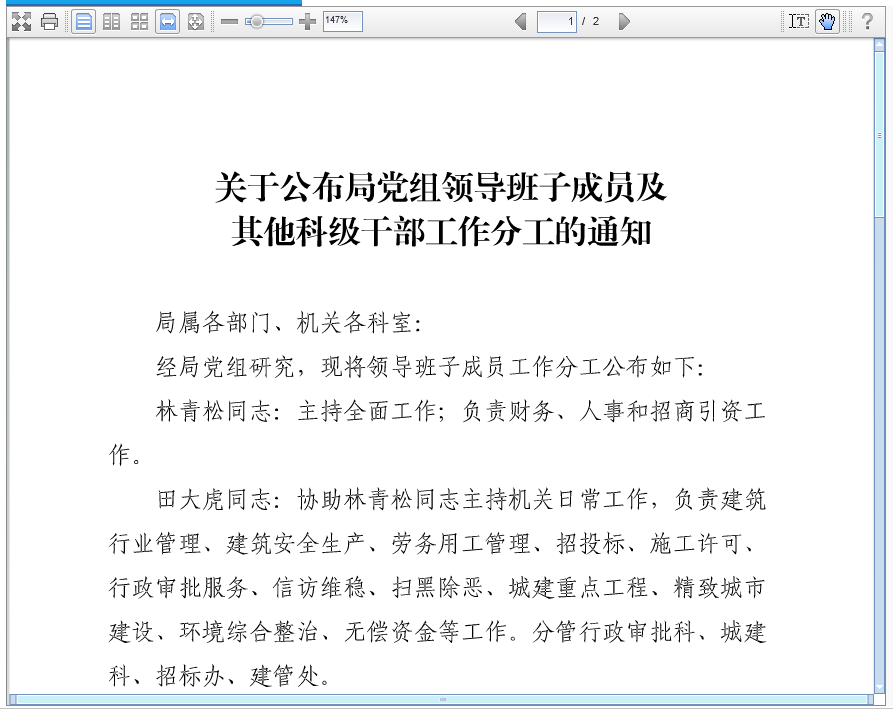 147%
1 / 2
T
?
关于公布局党组领导班子成员及
其他科级干部工作分工的通知
局属各部门、机关各科室：
经局党组研究，现将领导班子成员工作分工公布如下：
林青松同志：主持全面工作；负责财务、人事和招商引资工
作。
田大虎同志：协助林青松同志主持机关日常工作，负责建筑
行业管理、建筑安全生产、劳务用工管理、招投标、施工许可、
行政审批服务、信访维稳、扫黑除恶、城建重点工程、精致城市
建设、环境综合整治、无偿资金等工作。分管行政审批科、城建
科、招标办、建管处。